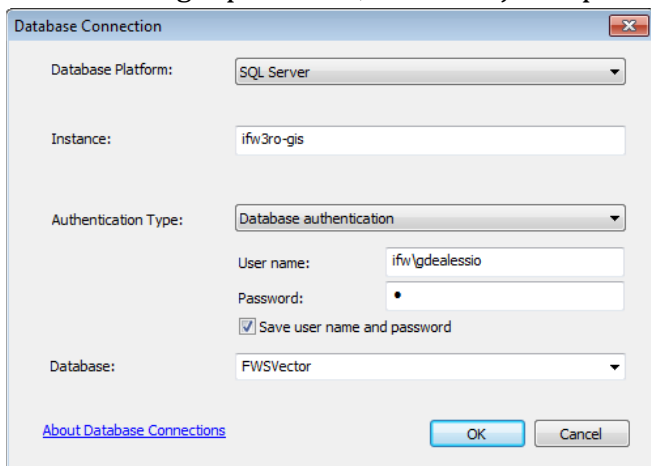 Database Connection
Database Platform: SQL Server
Instance: ifw3ro-gis
Authentication Type: Database authentication
User name: ifw\gdealessio
Password: •
Save user name and password
Database: FWSVector
About Database Connections OK Cancel